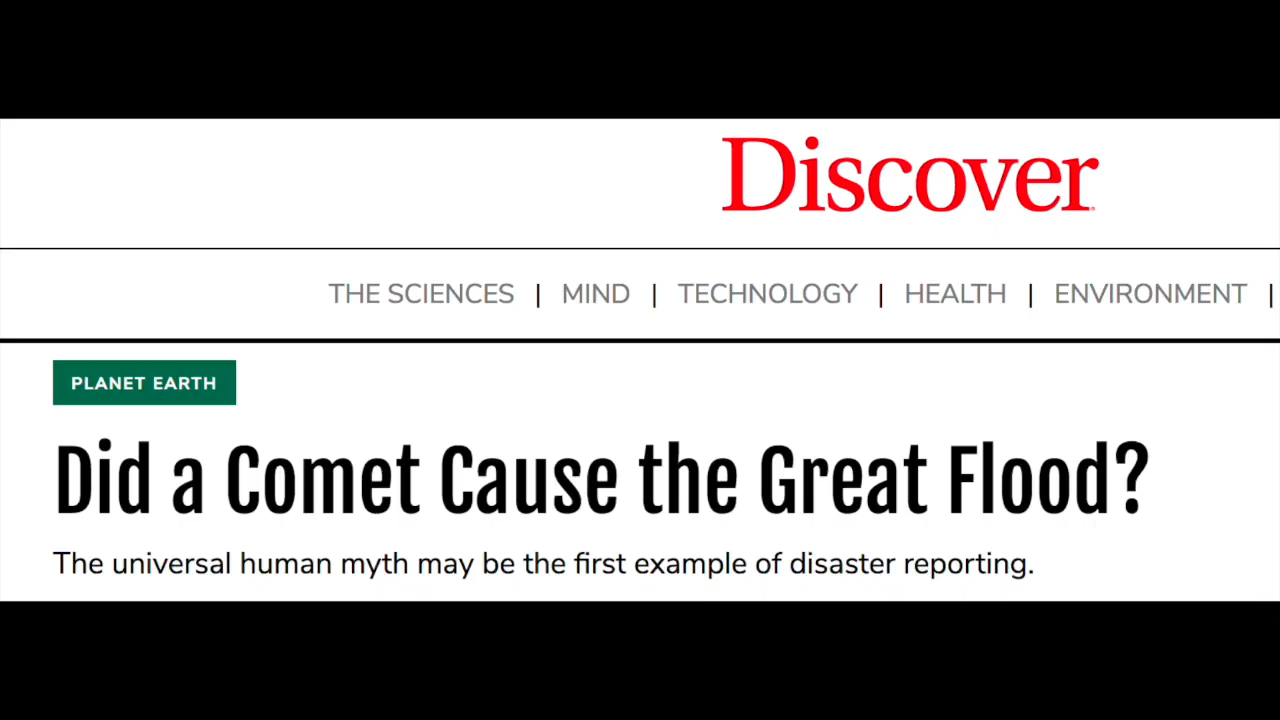 Discover
THE SCIENCES | MIND | TECHNOLOGY | HEALTH | ENVIRONMENT |
PLANET EARTH
Did a Comet Cause the Great Flood?
The universal human myth may be the first example of disaster reporting.